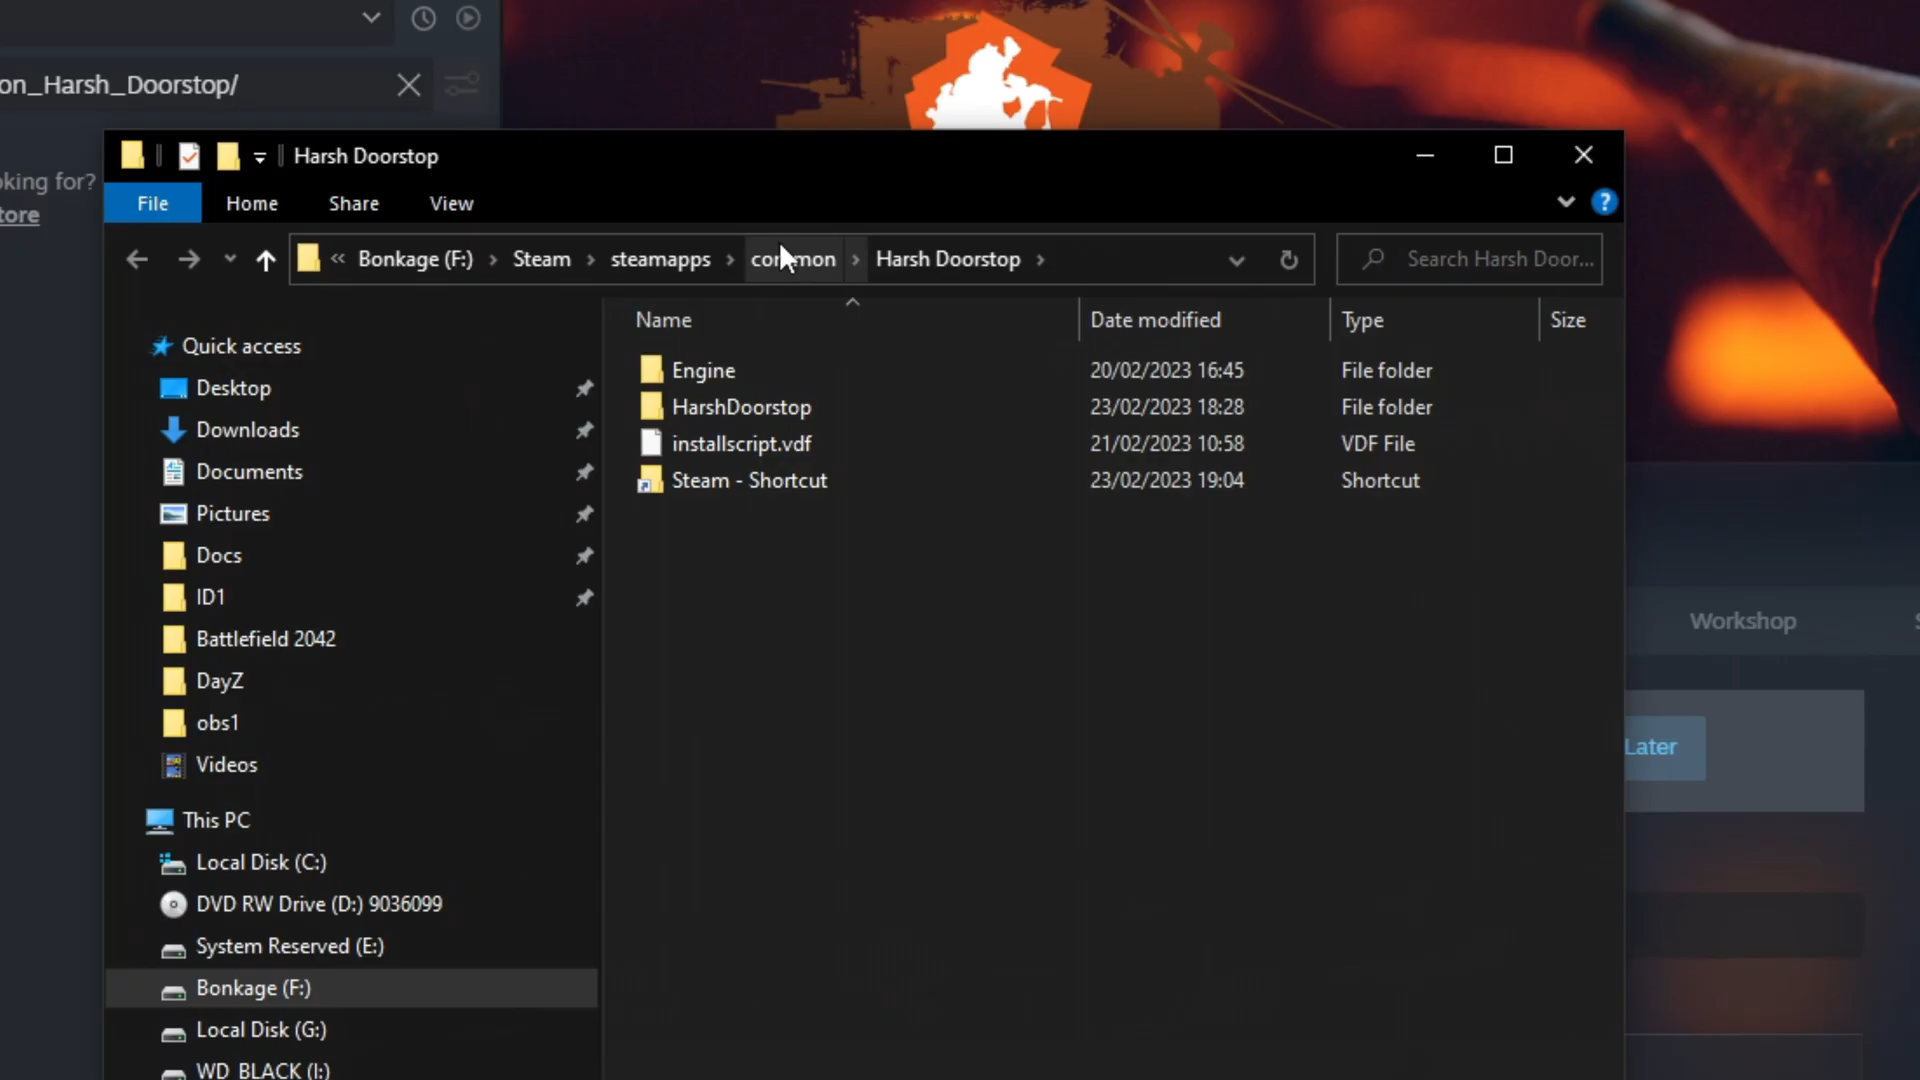 on_Harsh_Doorstop/
oking for?
tore
Harsh Doorstop
File Home Share View
« Bonkage (F:) > Steam > steamapps > common > Harsh Doorstop >
Search Harsh Door...
Name Date modified Type Size
Engine 20/02/2023 16:45 File folder
HarshDoorstop 23/02/2023 18:28 File folder
installscript.vdf 21/02/2023 10:58 VDF File
Steam - Shortcut 23/02/2023 19:04 Shortcut
Quick access
Desktop
Downloads
Documents
Pictures
Docs
ID1
Battlefield 2042
DayZ
obs1
Videos
This PC
Local Disk (C:)
DVD RW Drive (D:) 9036099
System Reserved (E:)
Bonkage (F:)
Local Disk (G:)
WD_BLACK (I:)
Workshop
Later